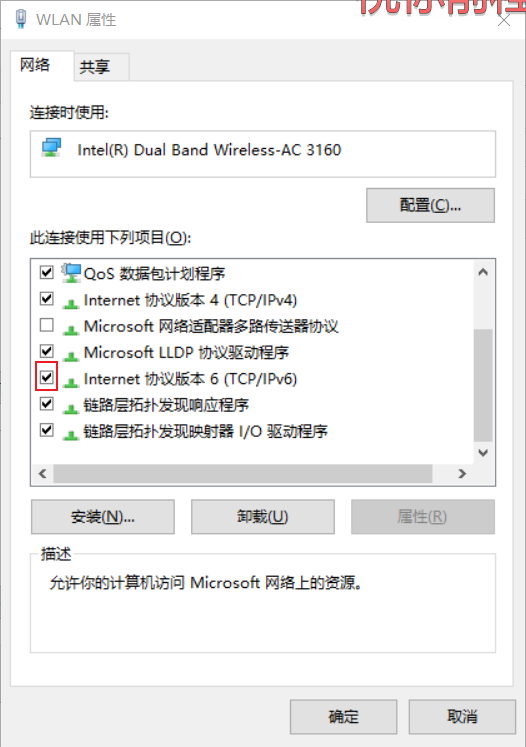 WLAN 属性
网络
共享
连接时使用:
Intel(R) Dual Band Wireless-AC 3160
配置(C)...
此连接使用下列项目(O):
QoS 数据包计划程序
Internet 协议版本 4 (TCP/IPv4)
Microsoft 网络适配器多路传送器协议
Microsoft LLDP 协议驱动程序
Internet 协议版本 6 (TCP/IPv6)
链路层拓扑发现响应程序
链路层拓扑发现映射器 I/O 驱动程序
安装(N)...
卸载(U)
属性(R)
描述
允许你的计算机访问 Microsoft 网络上的资源。
确定
取消